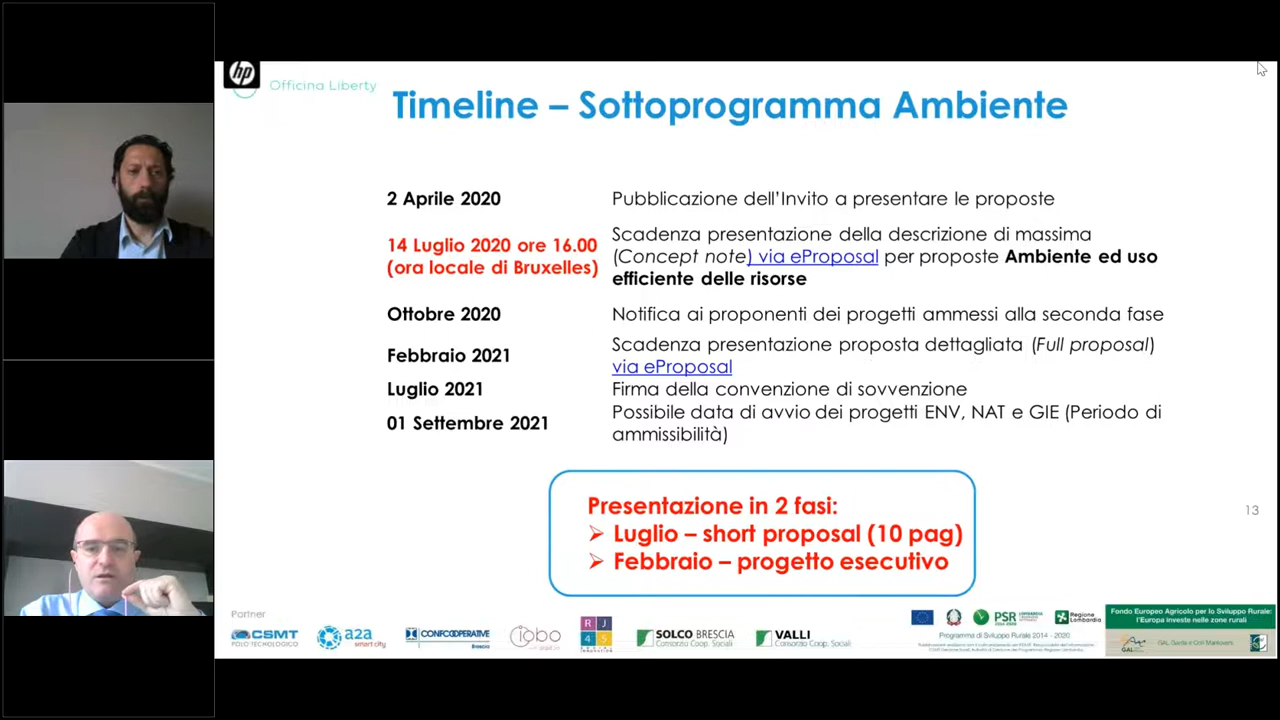 hp
Officina Liberty
Timeline – Sottoprogramma Ambiente
2 Aprile 2020
Pubblicazione dell'Invito a presentare le proposte
14 Luglio 2020 ore 16.00
(ora locale di Bruxelles)
Scadenza presentazione della descrizione di massima
(Concept note) via eProposal per proposte Ambiente ed uso
efficiente delle risorse
Ottobre 2020
Notifica ai proponenti dei progetti ammessi alla seconda fase
Febbraio 2021
Scadenza presentazione proposta dettagliata (Full proposal)
via eProposal
Luglio 2021
Firma della convenzione di sovvenzione
01 Settembre 2021
Possibile data di avvio dei progetti ENV, NAT e GIE (Periodo di
ammissibilità)
Presentazione in 2 fasi:
➢ Luglio – short proposal (10 pag)
➢ Febbraio – progetto esecutivo
13
Partner
CSMT
POLO TECNOLOGICO
a2a
smart city
CONFCOOPERATIVE
Brescia
RJ
45
SOLCO BRESCIA
Consorzio Coop. Sociali
VALLI
Consorzio Coop. Sociali
PSR
Regione
Lombardia
Programma di Sviluppo Rurale 2014 - 2020
Fondo Europeo Agricolo per lo Sviluppo Rurale:
l'Europa investe nelle zone rurali
GAL